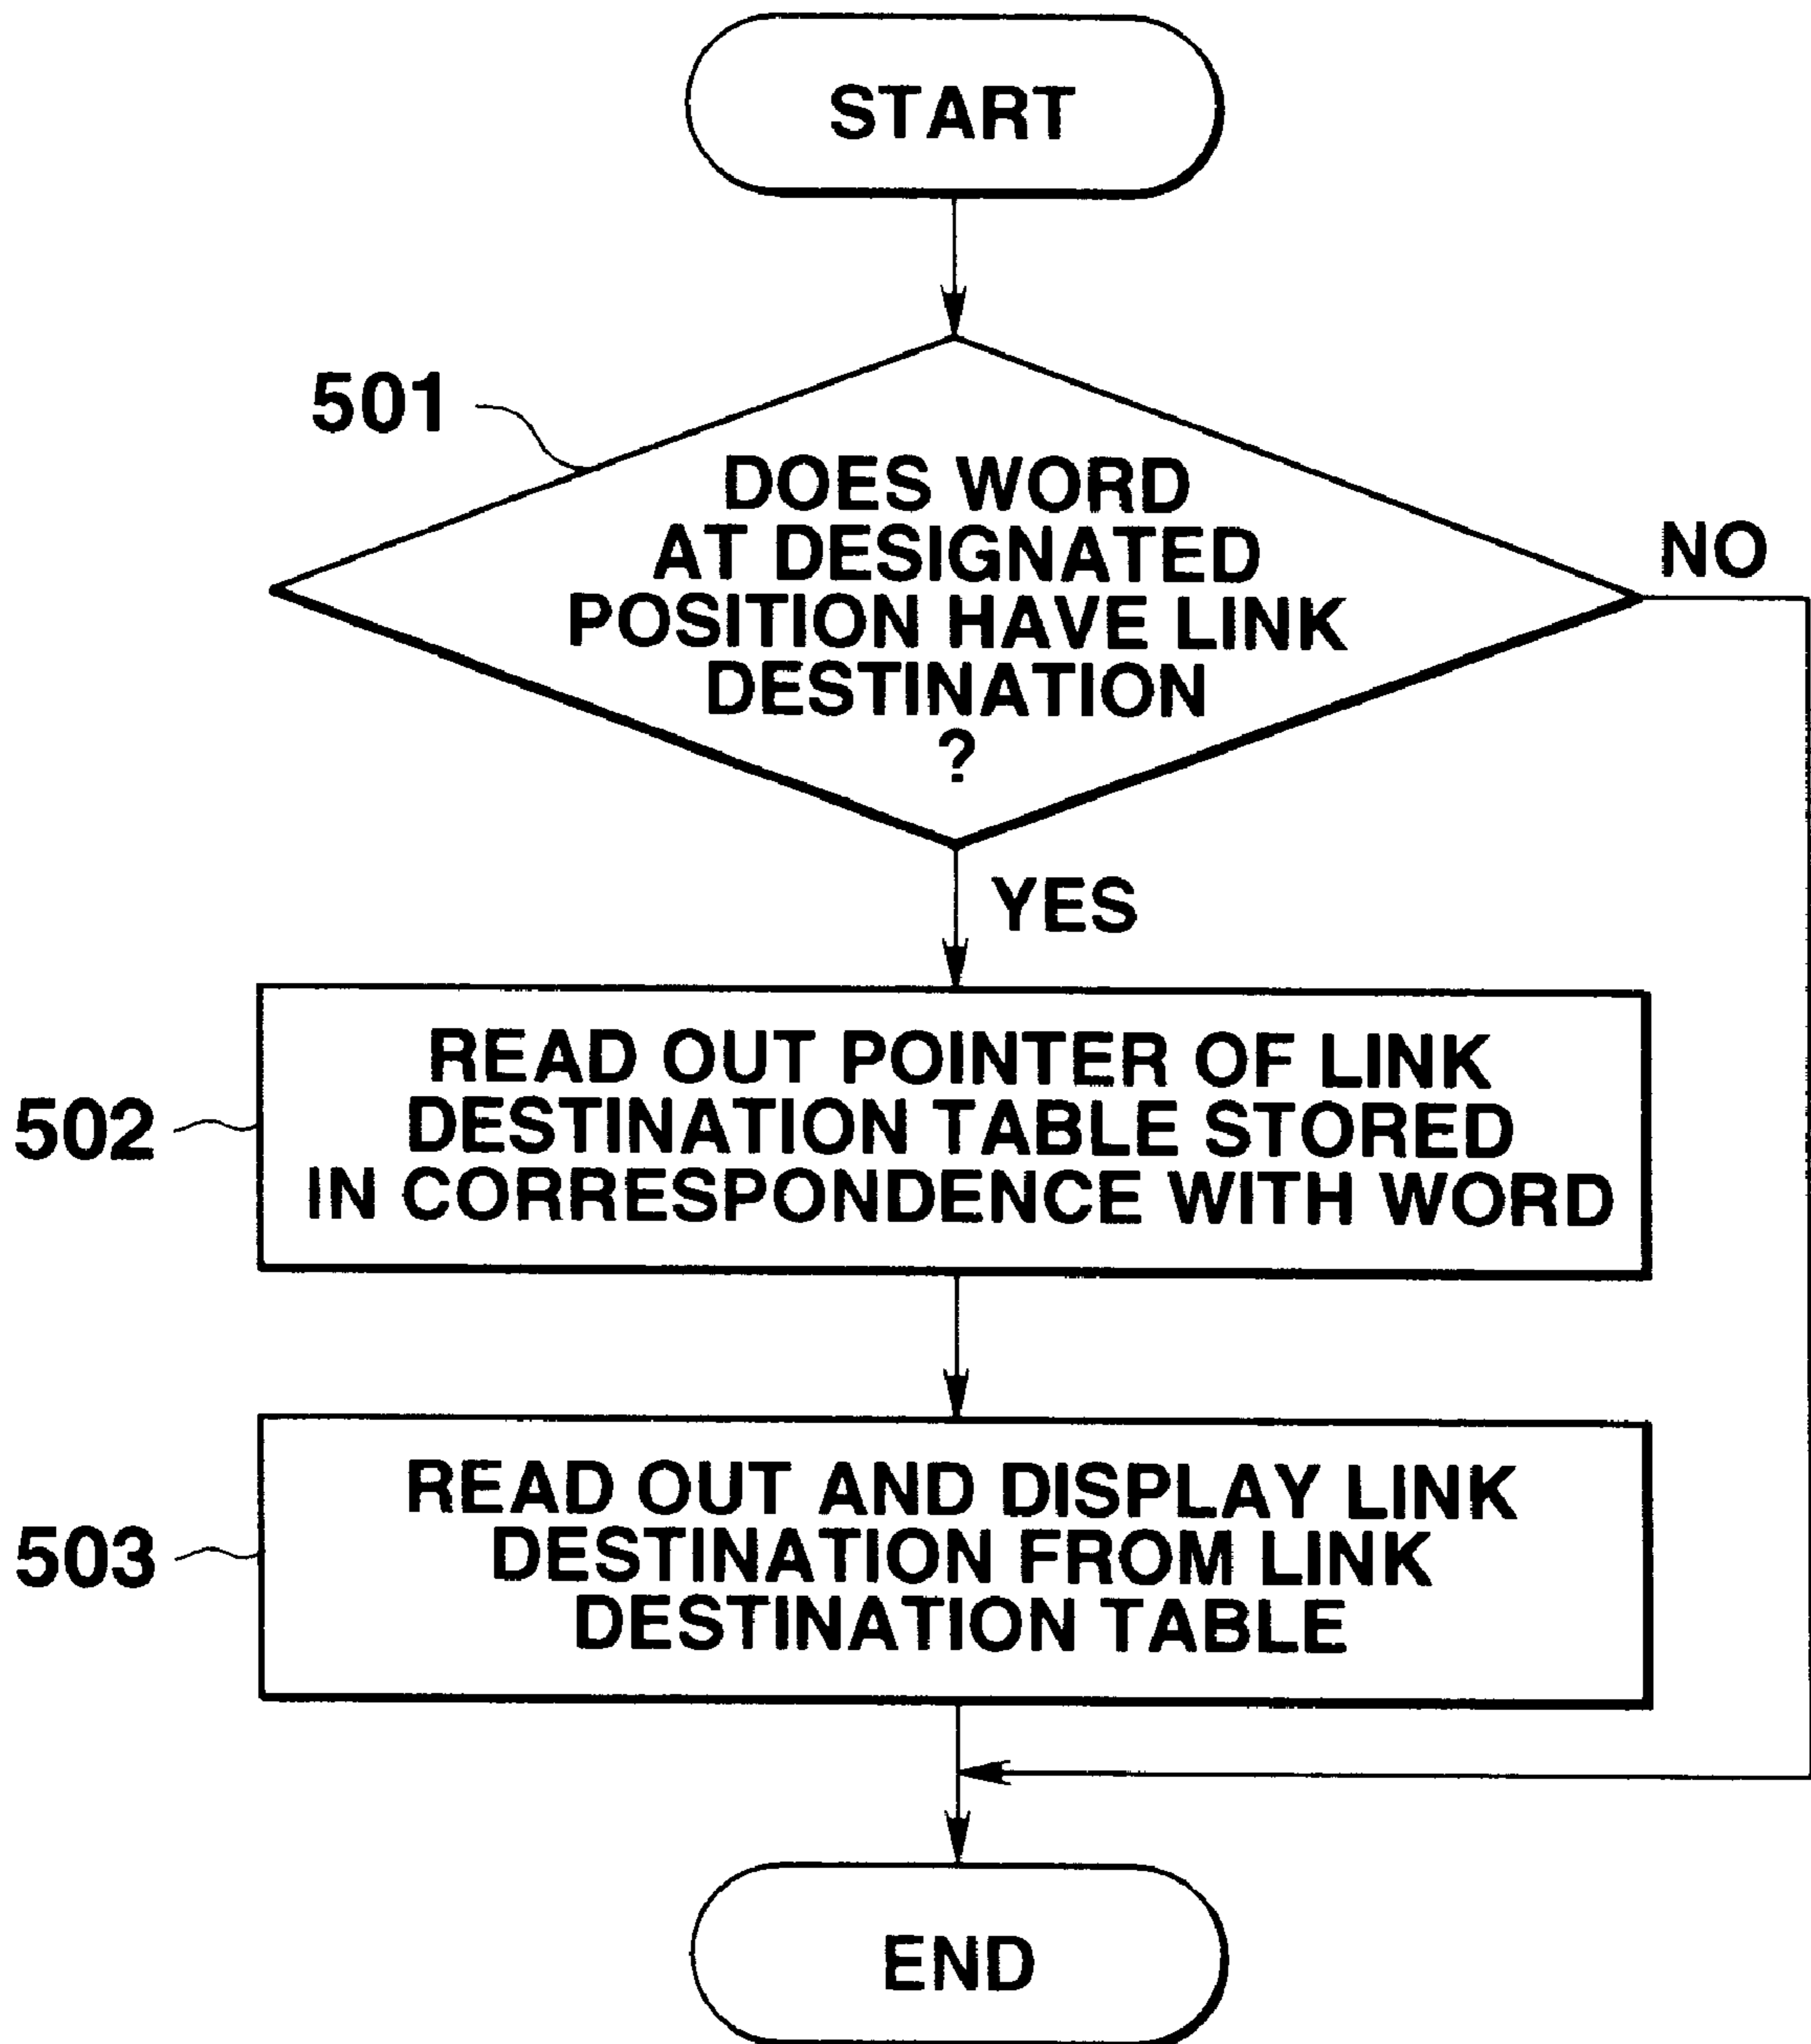 START
501
DOES WORD
AT DESIGNATED
POSITION HAVE LINK
DESTINATION
?
NO
YES
502
READ OUT POINTER OF LINK
DESTINATION TABLE STORED
IN CORRESPONDENCE WITH WORD
503
READ OUT AND DISPLAY LINK
DESTINATION FROM LINK
DESTINATION TABLE
END